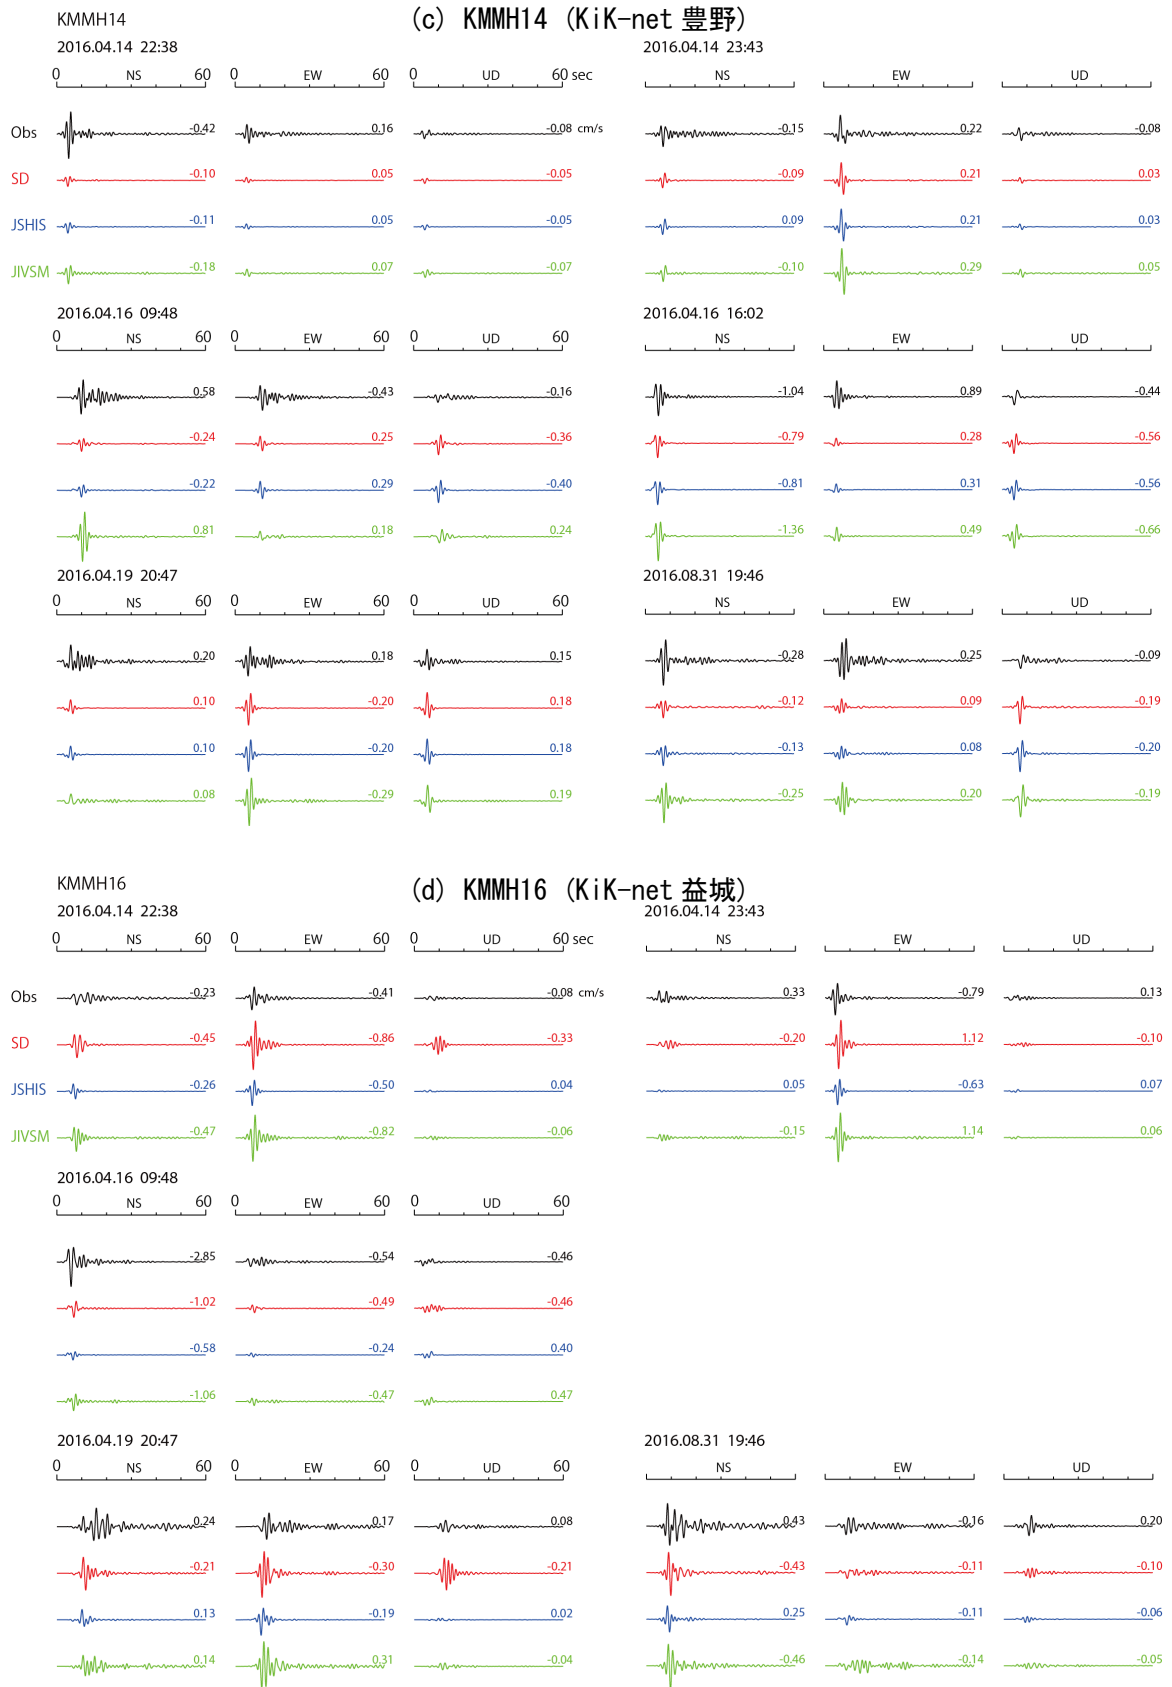 (c) KMMH14 (KiK-net 豊野)
KMMH14
2016.04.14 22:38 2016.04.14 23:43
0 NS 60 0 EW 60 0 UD 60 sec NS EW UD
Obs -0.42 0.16 -0.08 cm/s -0.15 0.22 -0.08
SD -0.10 0.05 -0.05 -0.09 0.21 0.03
JSHIS -0.11 0.05 -0.05 0.09 0.21 0.03
JIVSM -0.18 0.07 -0.07 -0.10 0.29 0.05
2016.04.16 09:48 2016.04.16 16:02
0 NS 60 0 EW 60 0 UD 60 NS EW UD
0.58 -0.43 -0.16 -1.04 0.89 -0.44
-0.24 0.25 -0.36 -0.79 0.28 -0.56
-0.22 0.29 -0.40 -0.81 0.31 -0.56
0.81 0.18 0.24 -1.36 0.49 -0.66
2016.04.19 20:47 2016.08.31 19:46
0 NS 60 0 EW 60 0 UD 60 NS EW UD
0.20 0.18 0.15 -0.28 0.25 -0.09
0.10 -0.20 0.18 -0.12 0.09 -0.19
0.10 -0.20 0.18 -0.13 0.08 -0.20
0.08 -0.29 0.19 -0.25 0.20 -0.19
KMMH16
(d) KMMH16 (KiK-net 益城)
2016.04.14 22:38 2016.04.14 23:43
0 NS 60 0 EW 60 0 UD 60 sec NS EW UD
Obs -0.23 -0.41 -0.08 cm/s 0.33 -0.79 0.13
SD -0.45 -0.86 -0.33 -0.20 1.12 -0.10
JSHIS -0.26 -0.50 0.04 0.05 -0.63 0.07
JIVSM -0.47 -0.82 -0.06 -0.15 1.14 0.06
2016.04.16 09:48
0 NS 60 0 EW 60 0 UD 60
-2.85 -0.54 -0.46
-1.02 -0.49 -0.46
-0.58 -0.24 0.40
-1.06 -0.47 0.47
2016.04.19 20:47 2016.08.31 19:46
0 NS 60 0 EW 60 0 UD 60 NS EW UD
0.24 0.17 0.08 0.43 -0.16 0.20
-0.21 -0.30 -0.21 -0.43 -0.11 -0.10
0.13 -0.19 0.02 0.25 -0.11 -0.06
0.14 0.31 -0.04 -0.46 -0.14 -0.05